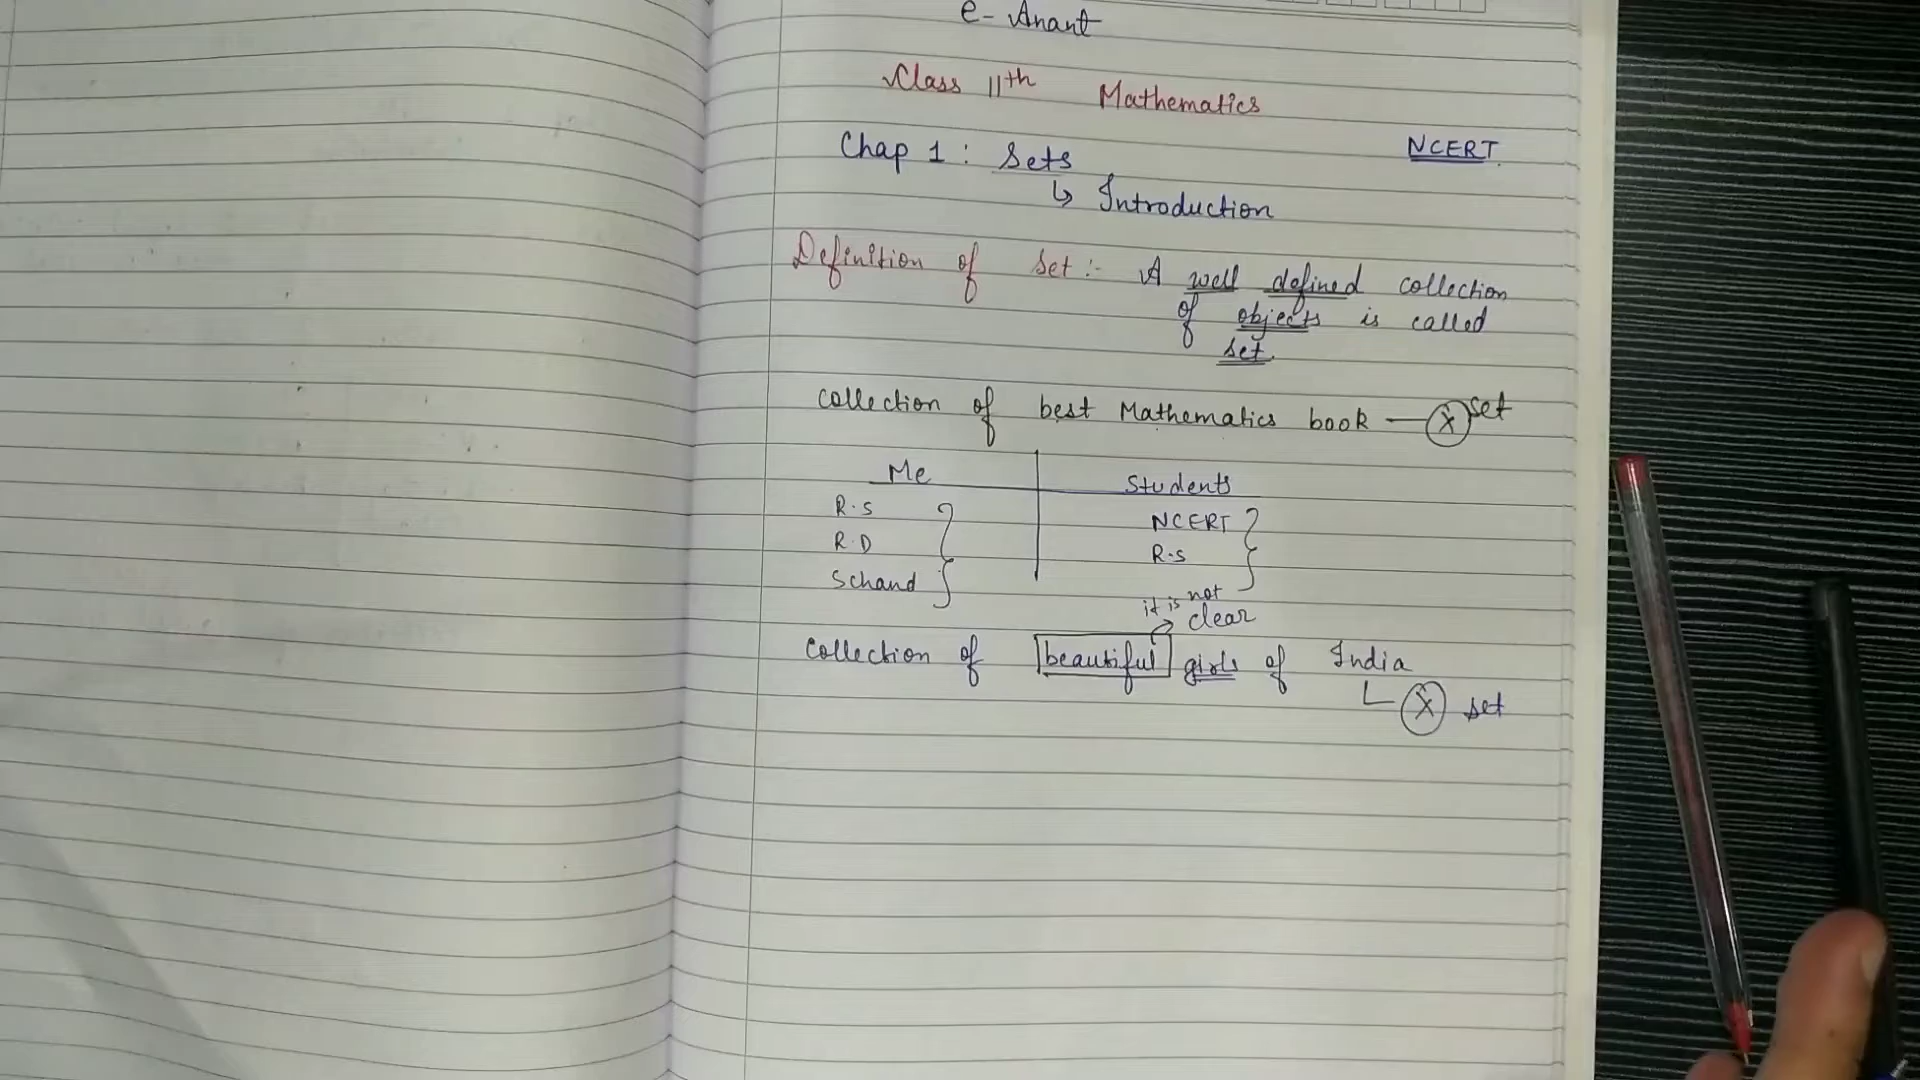 e- Anant
Class 11th Mathematics
Chap 1 : Sets NCERT
↳ Introduction
Definition of set :- A well defined collection
of objects is called
set.
Collection of best Mathematics book — X set
Me Students
R.S NCERT
R.D R.S
Schand
it is not
clear
Collection of beautiful girls of India
X set